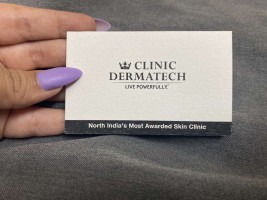 CLINIC
DERMATECH
LIVE POWERFULLY.
North India's Most Awarded Skin Clinic